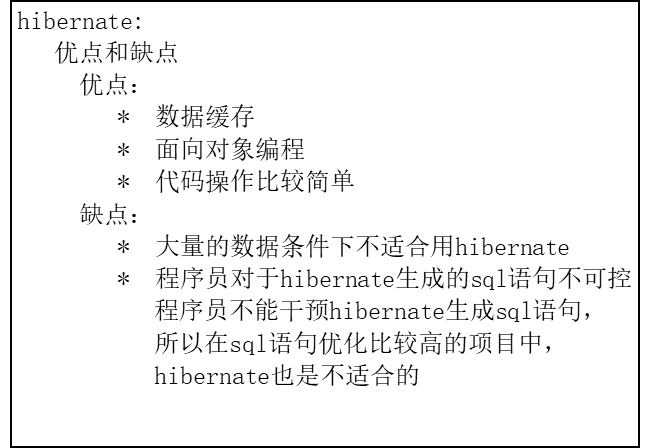 hibernate:
优点和缺点
优点:
* 数据缓存
* 面向对象编程
* 代码操作比较简单
缺点:
* 大量的数据条件下不适合用hibernate
* 程序员对于hibernate生成的sql语句不可控
程序员不能干预hibernate生成sql语句,
所以在sql语句优化比较高的项目中,
hibernate也是不适合的